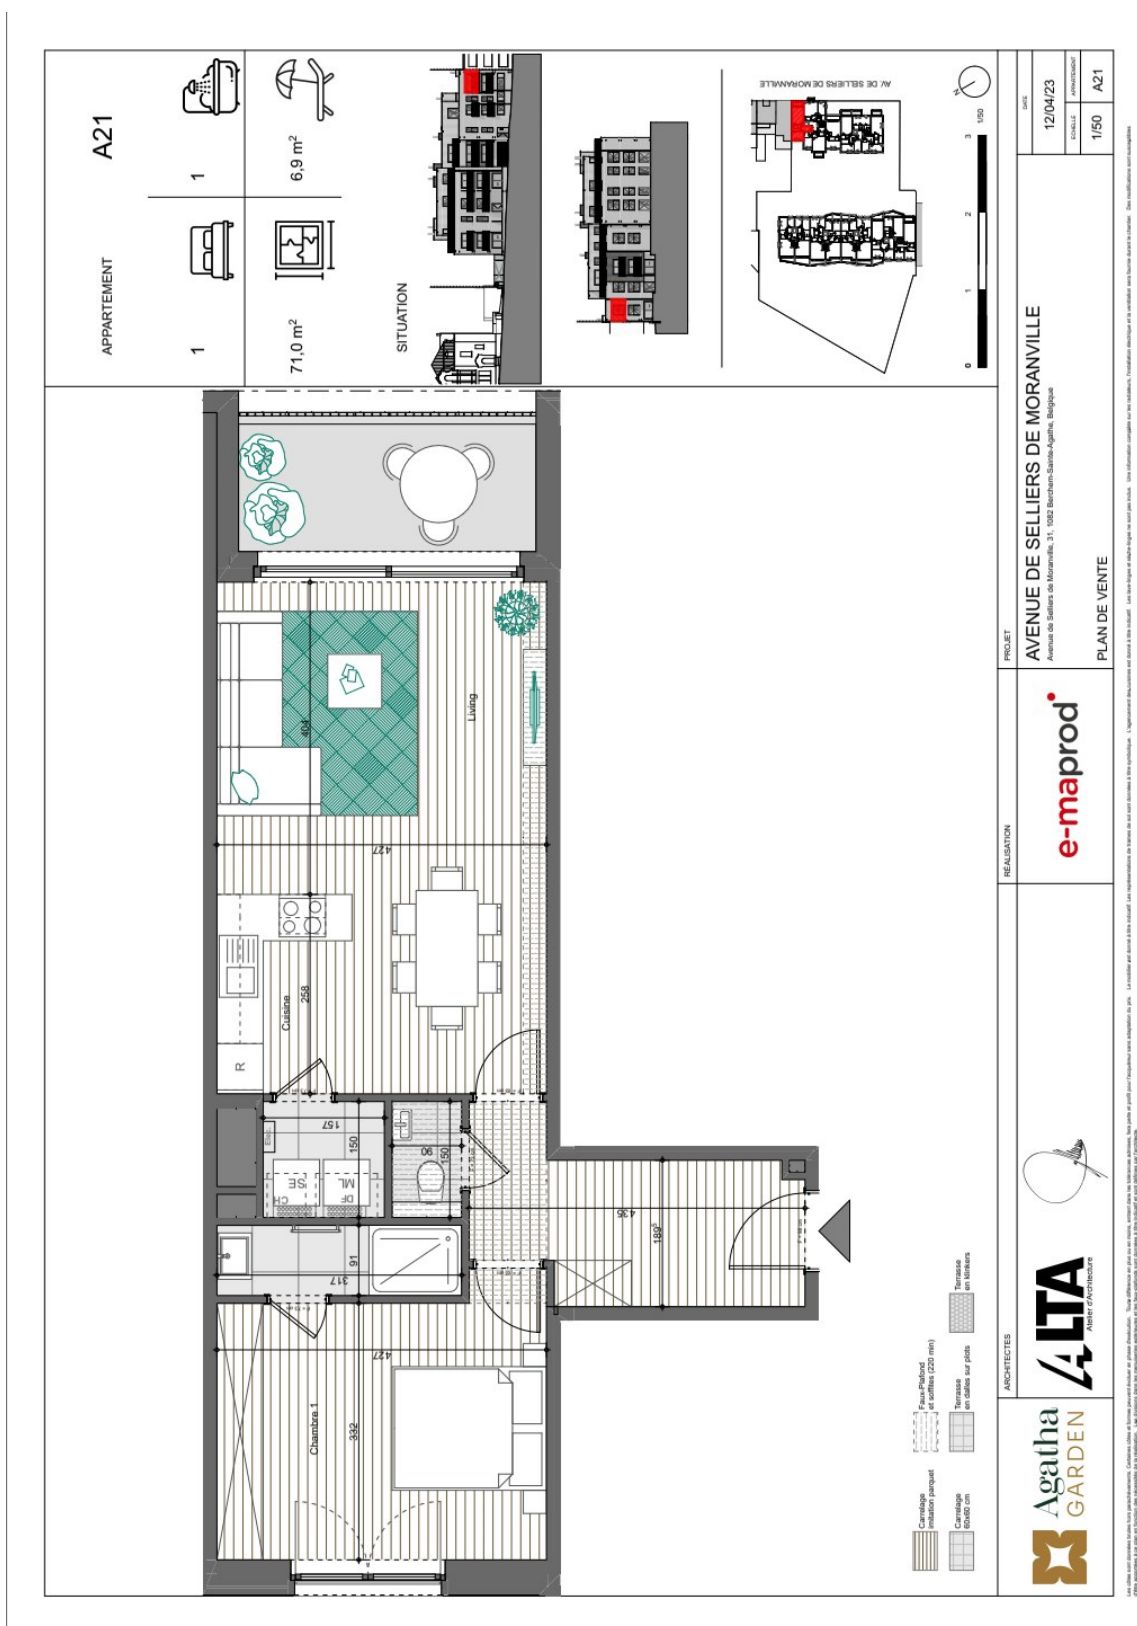 APPARTEMENT
A21
1
1
71,0 m²
6,9 m²
SITUATION
AV. DE SELLIERS DE MORANVILLE
N
0
1
2
3
1/50
Living
404
427
Cuisine
258
R
157
150
Elec.
SE
CH
ML
DF
90
150
435
189⁵
91
317
427
Chambre 1
332
Carrelage
imitation parquet
Faux-Plafond
et soffites (220 min)
Carrelage
60x60 cm
Terrasse
en dalles sur plots
Terrasse
en klinkers
Agatha
GARDEN
ARCHITECTES
ALTA
Atelier d'Architecture
RÉALISATION
e-maprod
PROJET
AVENUE DE SELLIERS DE MORANVILLE
Avenue de Selliers de Moranville, 31, 1082 Berchem-Sainte-Agathe, Belgique
PLAN DE VENTE
DATE
12/04/23
ECHELLE
1/50
APPARTEMENT
A21